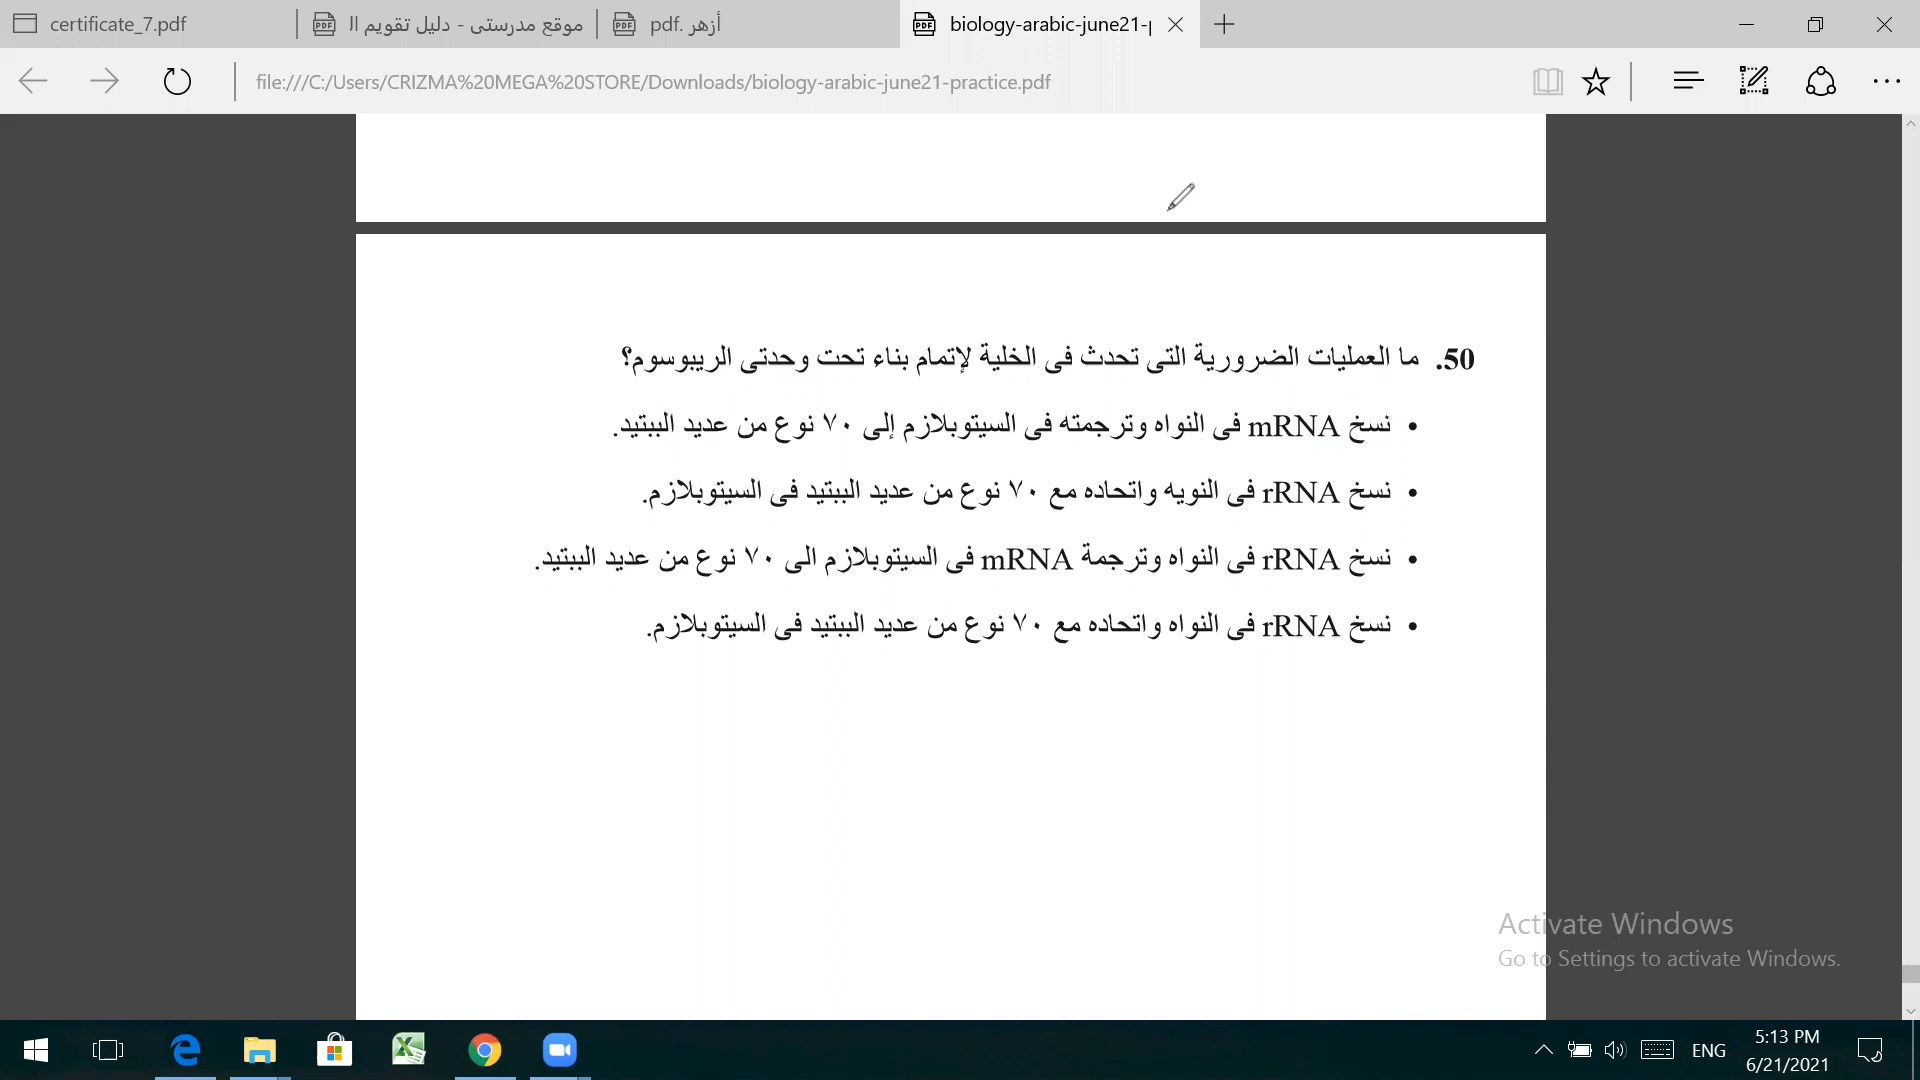 certificate_7.pdf
موقع مدرستى - دليل تقويم ال
أزهر .pdf
biology-arabic-june21-p
file:///C:/Users/CRIZMA%20MEGA%20STORE/Downloads/biology-arabic-june21-practice.pdf
50. ما العمليات الضرورية التى تحدث فى الخلية لإتمام بناء تحت وحدتى الريبوسوم؟
• نسخ mRNA فى النواه وترجمته فى السيتوبلازم إلى ٧٠ نوع من عديد الببتيد.
• نسخ rRNA فى النويه واتحاده مع ٧٠ نوع من عديد الببتيد فى السيتوبلازم.
• نسخ rRNA فى النواه وترجمة mRNA فى السيتوبلازم الى ٧٠ نوع من عديد الببتيد.
• نسخ rRNA فى النواه واتحاده مع ٧٠ نوع من عديد الببتيد فى السيتوبلازم.
Activate Windows
Go to Settings to activate Windows.
ENG
5:13 PM
6/21/2021